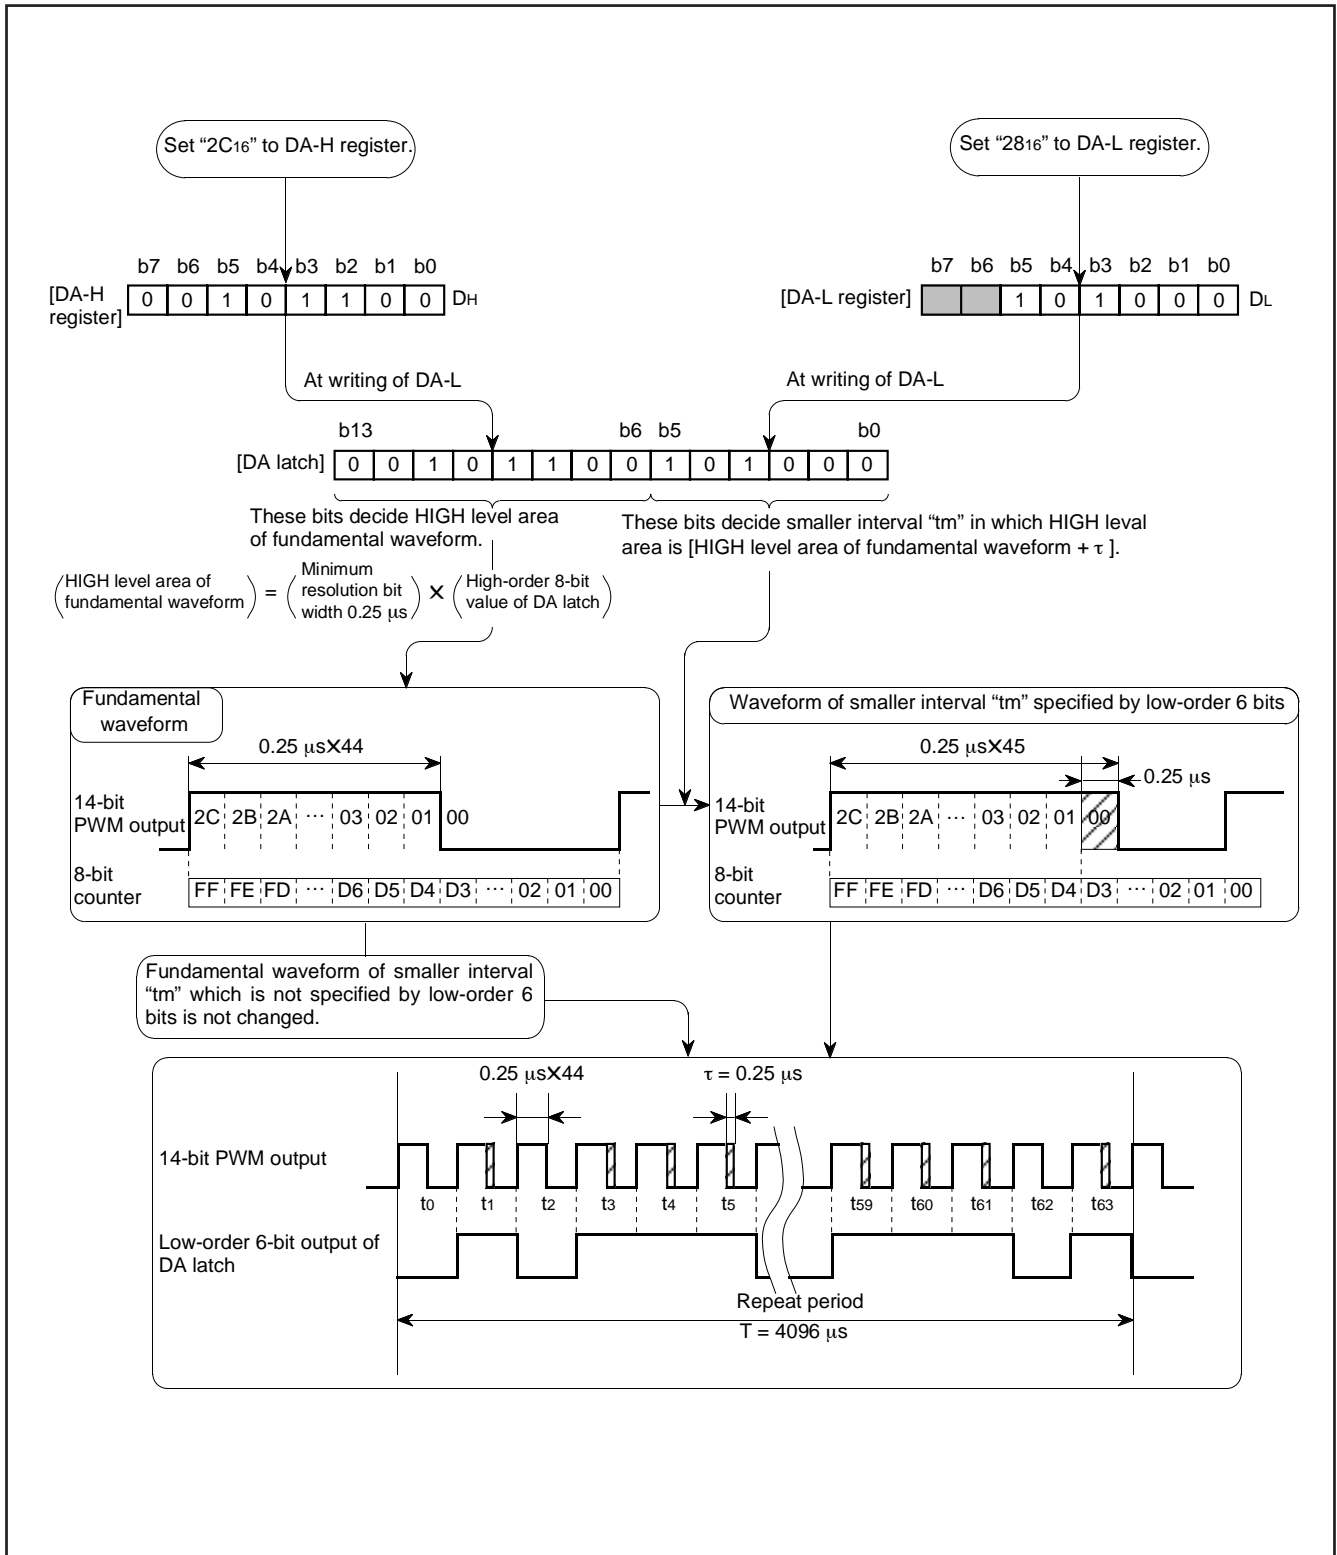 Set “2C16” to DA-H register.
Set “2816” to DA-L register.
b7 b6 b5 b4 b3 b2 b1 b0
[DA-H register] 0 0 1 0 1 1 0 0 DH
b7 b6 b5 b4 b3 b2 b1 b0
[DA-L register] 1 0 1 0 0 0 DL
At writing of DA-L
At writing of DA-L
b13 b6 b5 b0
[DA latch] 0 0 1 0 1 1 0 0 1 0 1 0 0 0
These bits decide HIGH level area
of fundamental waveform.
These bits decide smaller interval “tm” in which HIGH leval
area is [HIGH level area of fundamental waveform + τ ].
(HIGH level area of fundamental waveform) = (Minimum resolution bit width 0.25 μs) × (High-order 8-bit value of DA latch)
Fundamental
waveform
0.25 μs×44
14-bit
PWM output
2C 2B 2A ··· 03 02 01 00
8-bit
counter
FF FE FD ··· D6 D5 D4 D3 ··· 02 01 00
Waveform of smaller interval “tm” specified by low-order 6 bits
0.25 μs×45
0.25 μs
14-bit
PWM output
2C 2B 2A ··· 03 02 01 00
8-bit
counter
FF FE FD ··· D6 D5 D4 D3 ··· 02 01 00
Fundamental waveform of smaller interval
“tm” which is not specified by low-order 6
bits is not changed.
0.25 μs×44
τ = 0.25 μs
14-bit PWM output
t0 t1 t2 t3 t4 t5 t59 t60 t61 t62 t63
Low-order 6-bit output of
DA latch
Repeat period
T = 4096 μs